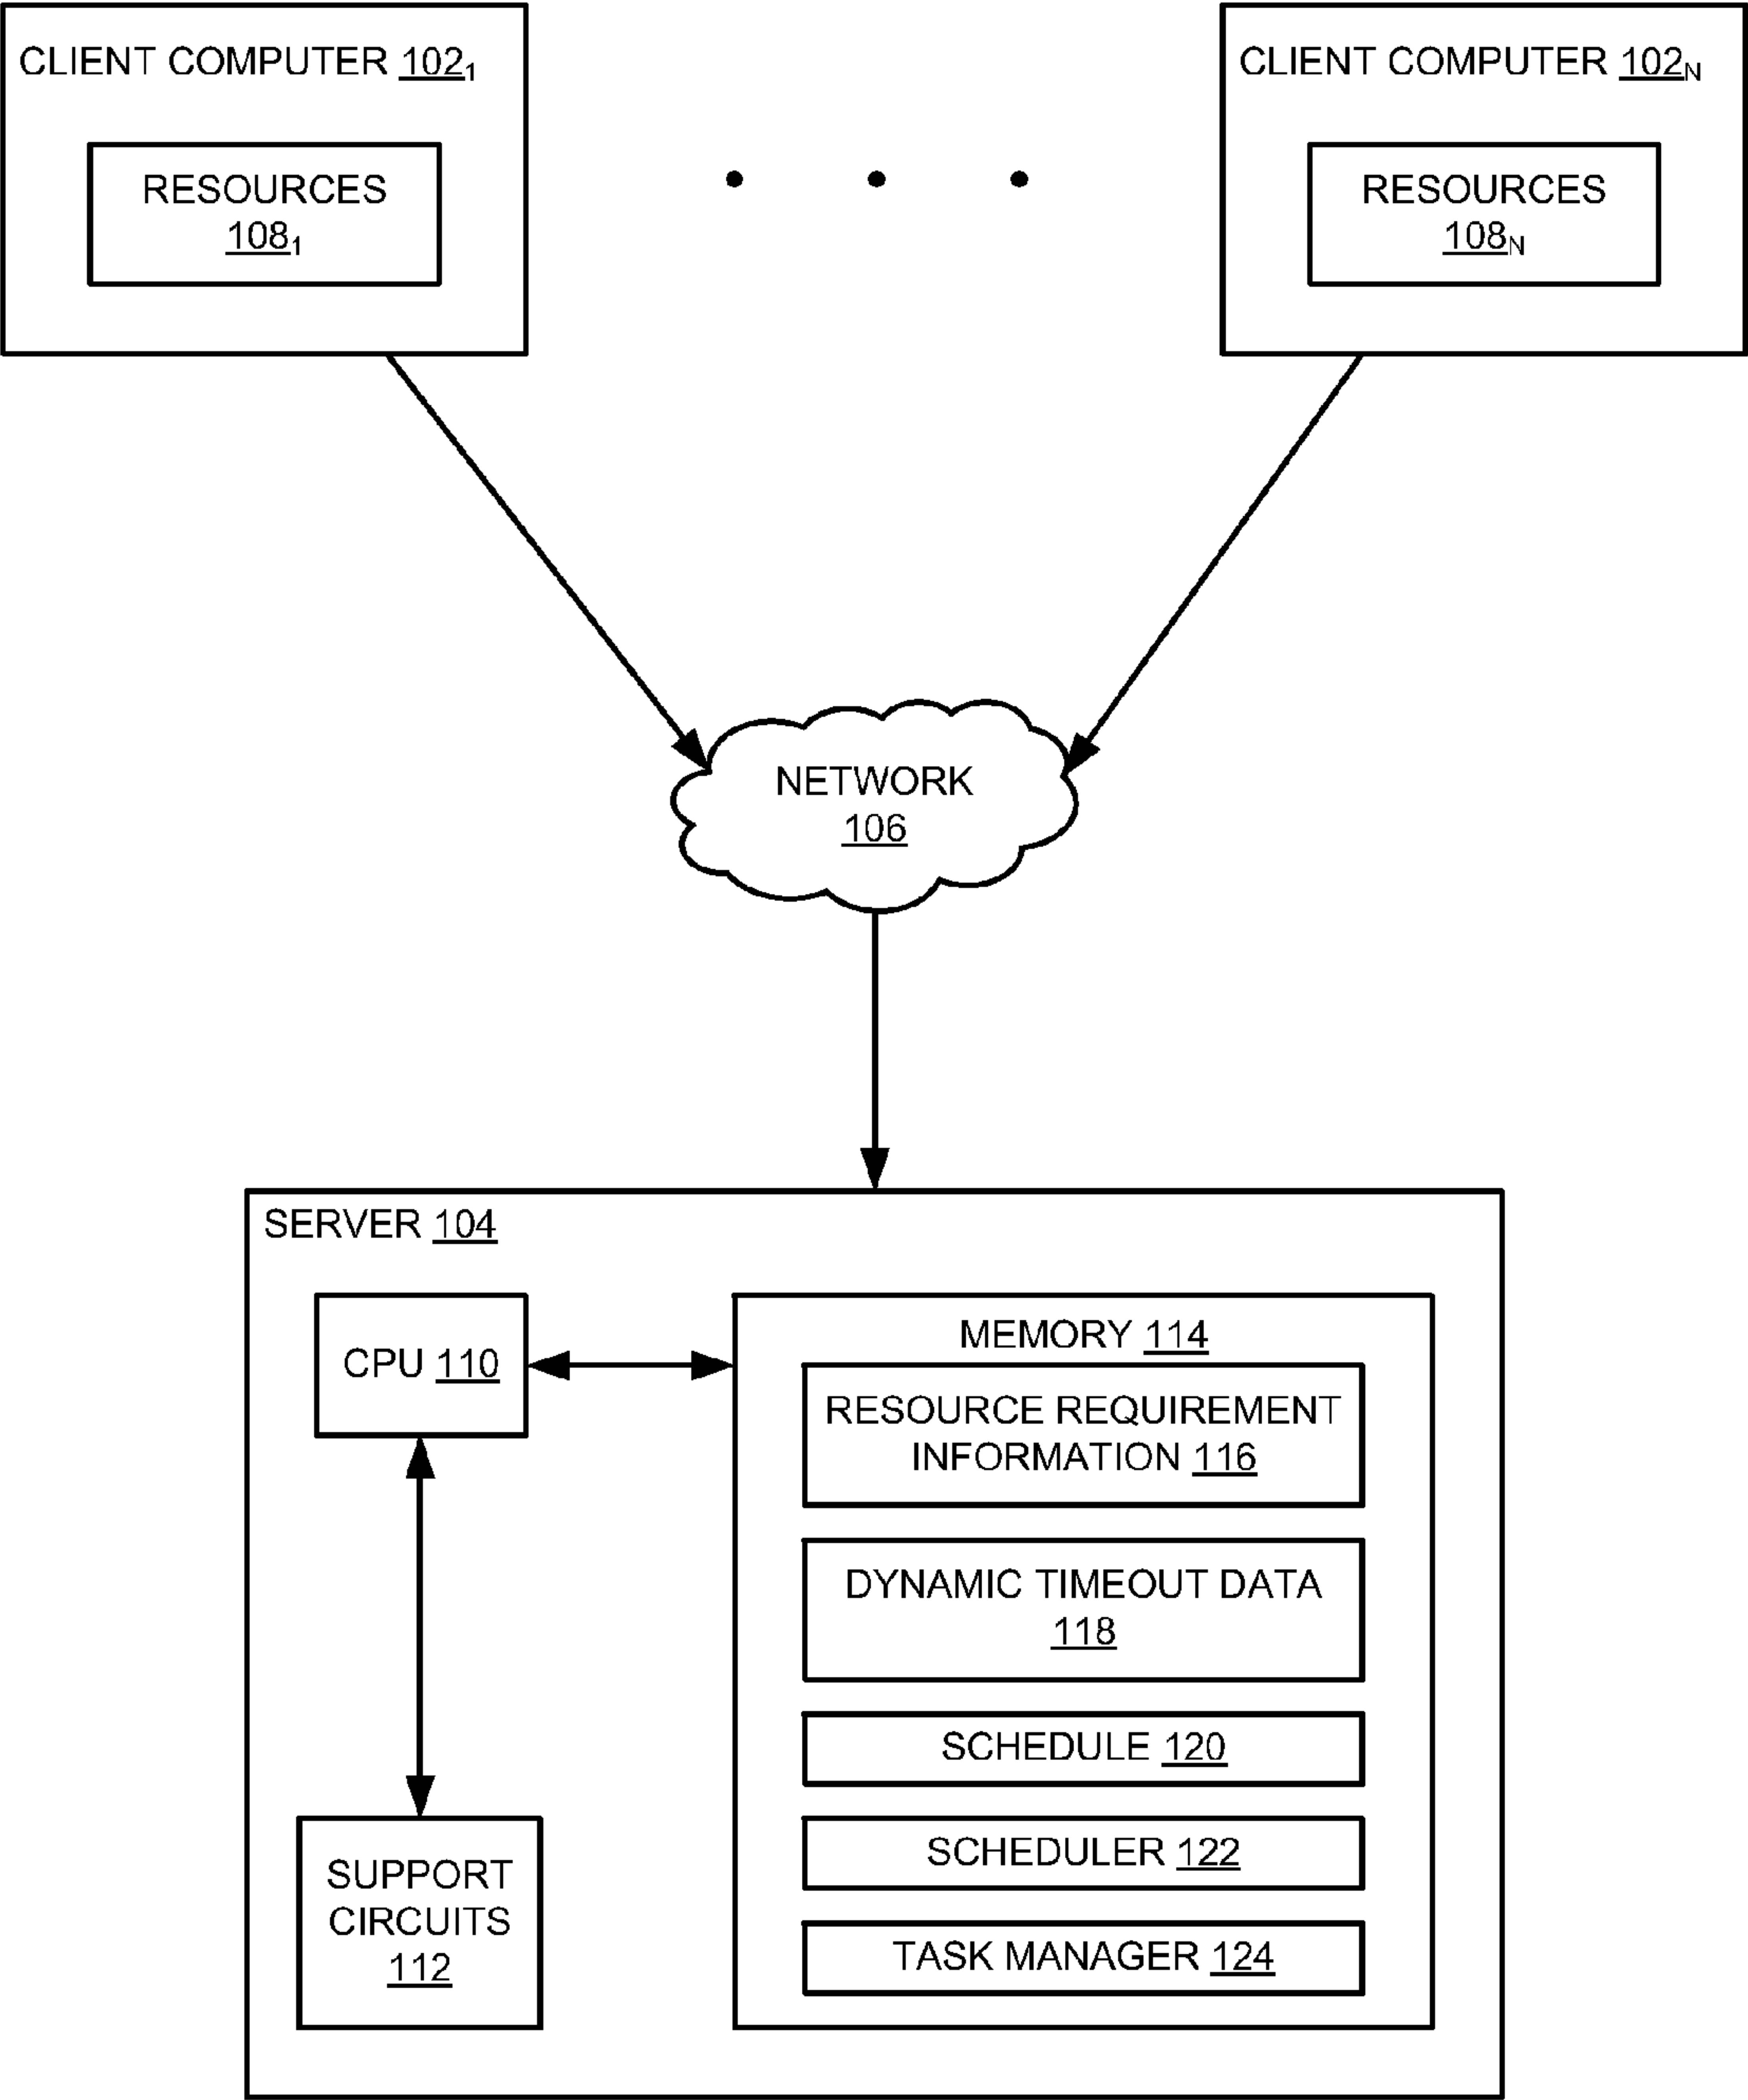 CLIENT COMPUTER 102₁
RESOURCES
108₁
CLIENT COMPUTER 102N
RESOURCES
108N
NETWORK
106
SERVER 104
CPU 110
SUPPORT
CIRCUITS
112
MEMORY 114
RESOURCE REQUIREMENT
INFORMATION 116
DYNAMIC TIMEOUT DATA
118
SCHEDULE 120
SCHEDULER 122
TASK MANAGER 124